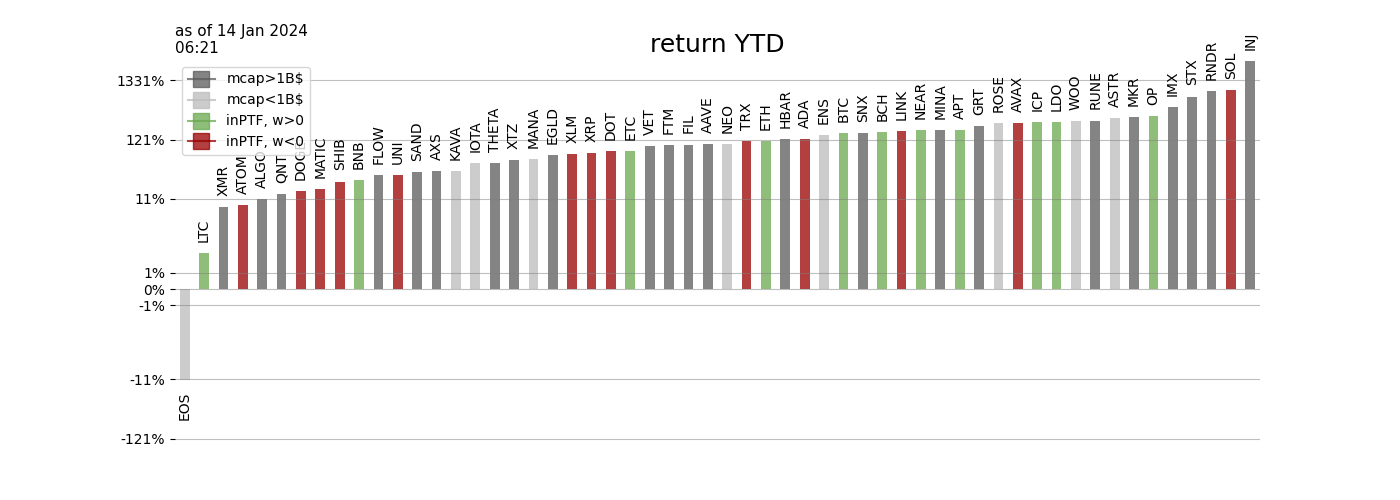 as of 14 Jan 2024
06:21
return YTD
1331%
121%
11%
1%
0%
-1%
-11%
-121%
mcap>1B$
mcap<1B$
inPTF, w>0
inPTF, w<0
EOS
LTC
XMR
ATOM
ALGO
QNT
DOGE
MATIC
SHIB
BNB
FLOW
UNI
SAND
AXS
KAVA
IOTA
THETA
XTZ
MANA
EGLD
XLM
XRP
DOT
ETC
VET
FTM
FIL
AAVE
NEO
TRX
ETH
HBAR
ADA
ENS
BTC
SNX
BCH
LINK
NEAR
MINA
APT
GRT
ROSE
AVAX
ICP
LDO
WOO
RUNE
ASTR
MKR
OP
IMX
STX
RNDR
SOL
INJ